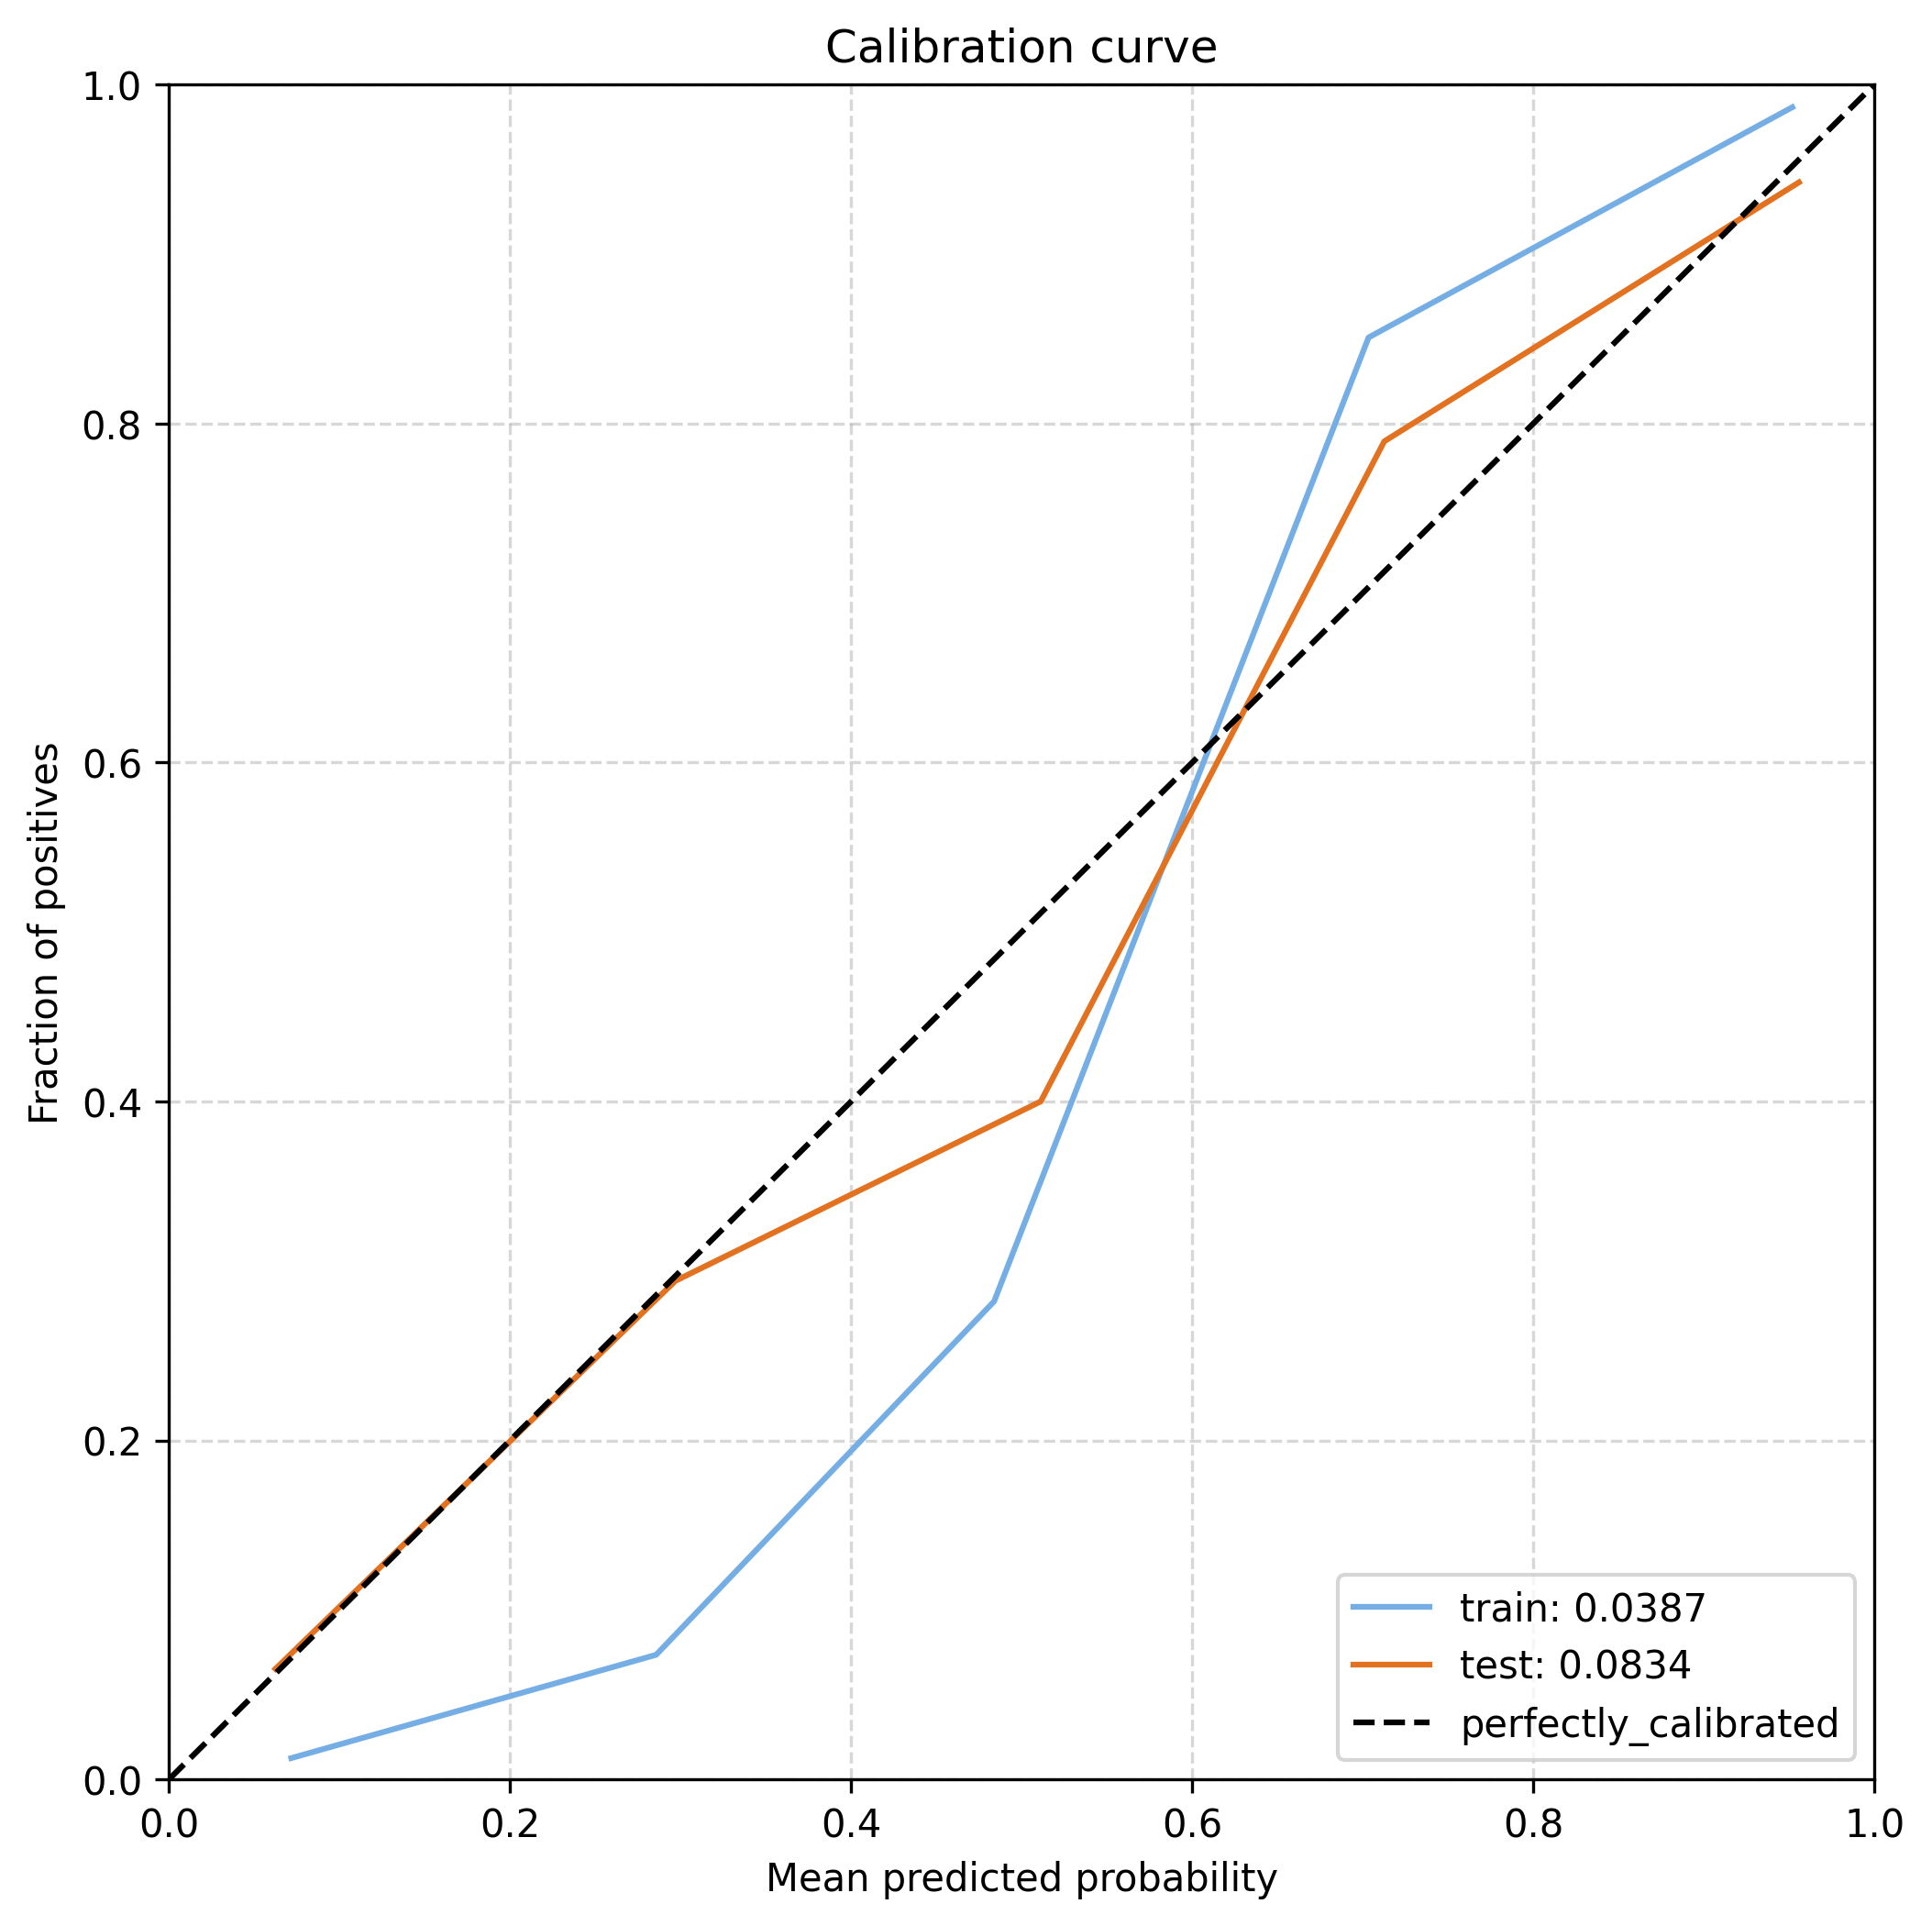 Calibration curve
1.0
0.8
0.6
0.4
0.2
0.0
Fraction of positives
0.0 0.2 0.4 0.6 0.8 1.0
Mean predicted probability
train: 0.0387
test: 0.0834
perfectly_calibrated